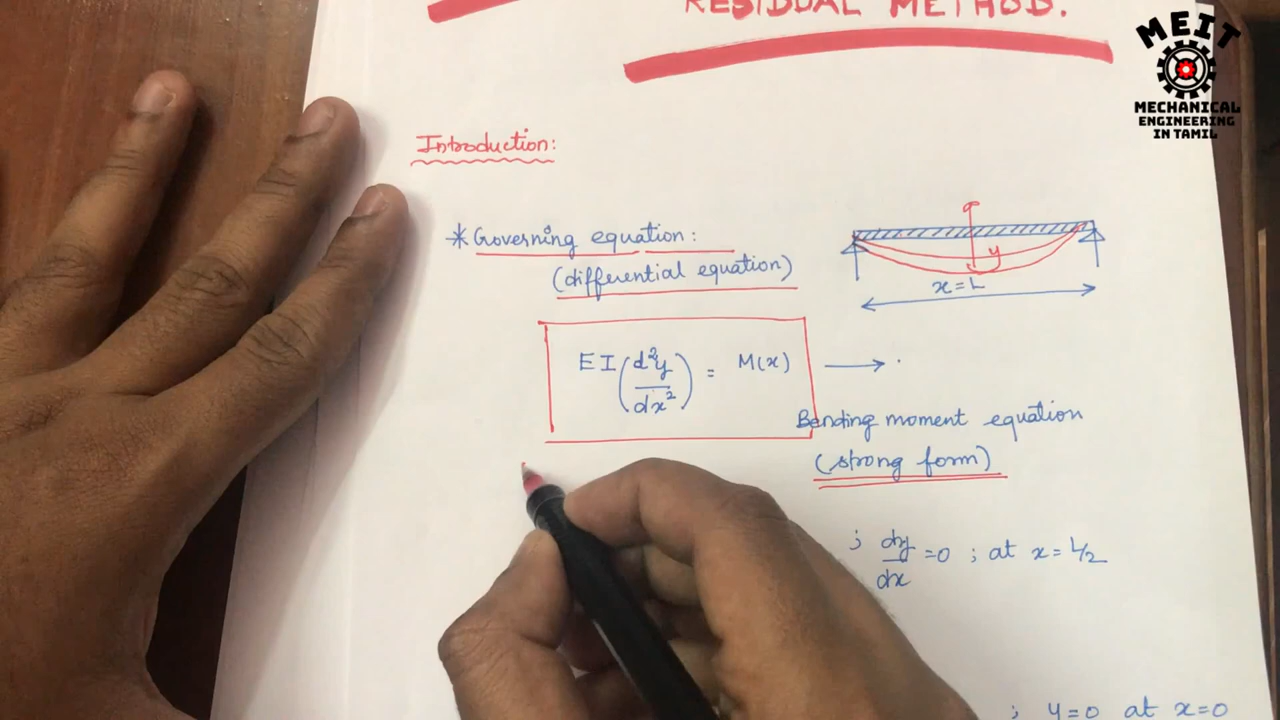 RESIDUAL METHOD.
MEIT
MECHANICAL
ENGINEERING
IN TAMIL
Introduction:
* Governing equation:
(differential equation)
y
x = L
EI (d²y/dx²) = M(x) →
Bending moment equation
(strong form)
; dy/dx = 0 ; at x = L/2
; y = 0 at x = 0